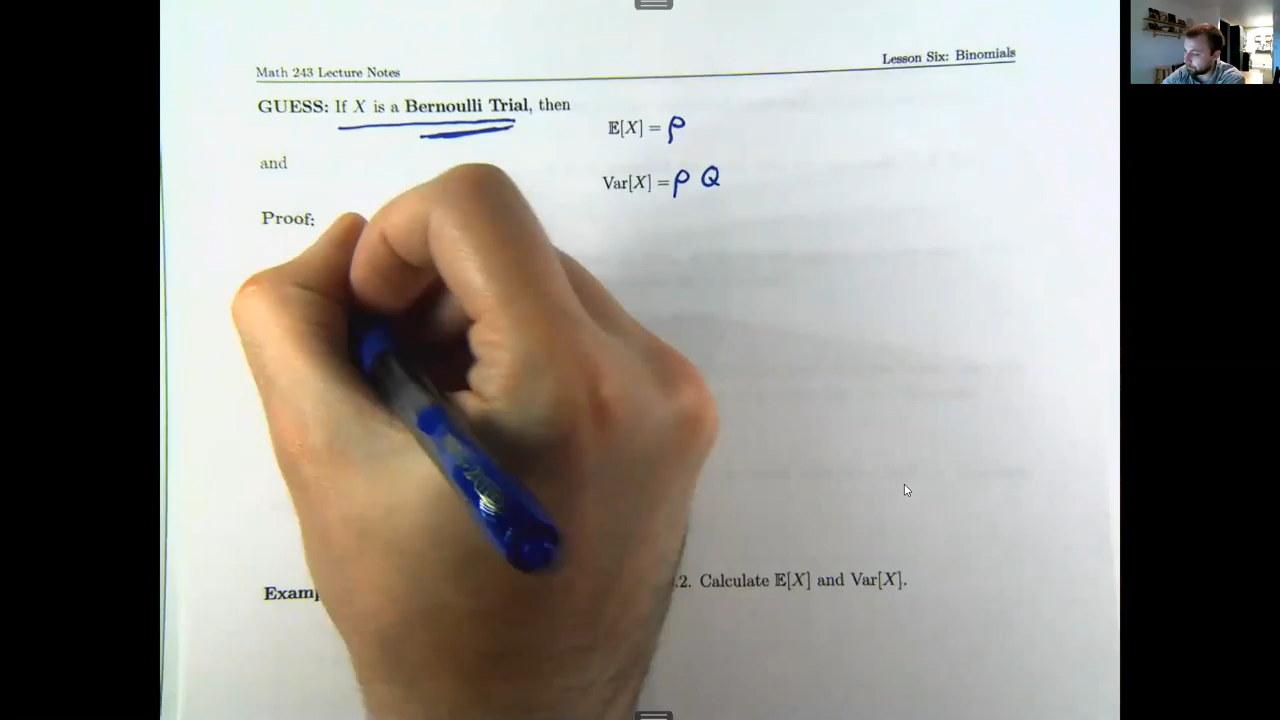 Math 243 Lecture Notes
Lesson Six: Binomials
GUESS: If X is a Bernoulli Trial, then
𝔼[X] = p
and
Var[X] = p Q
Proof:
.2. Calculate 𝔼[X] and Var[X].